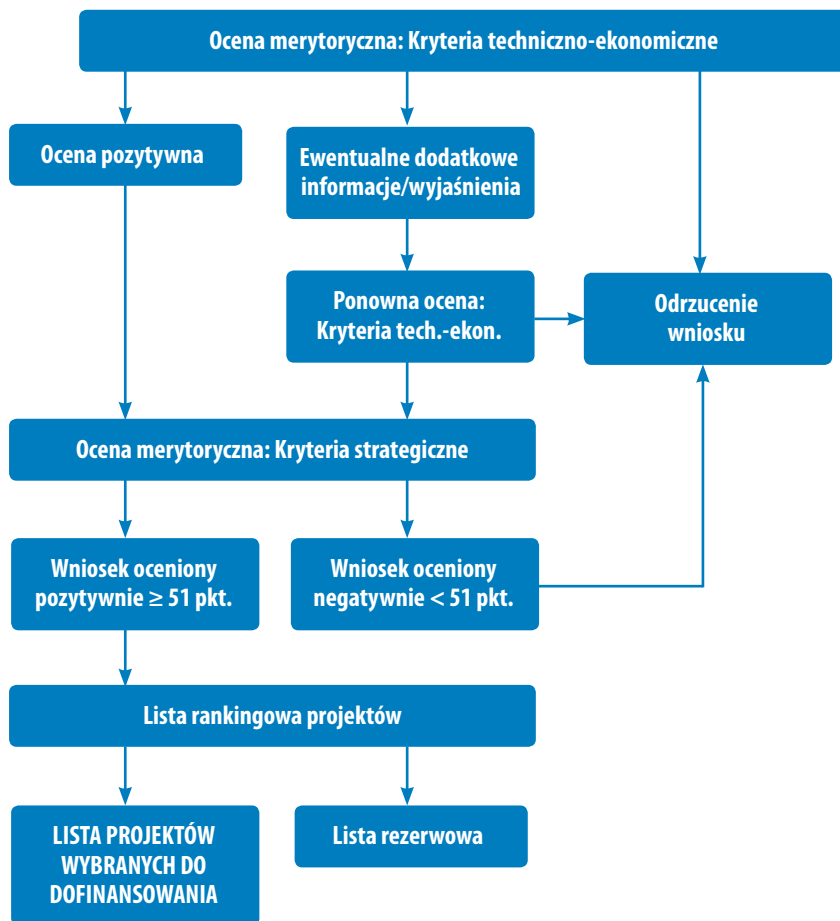 Ocena merytoryczna: Kryteria techniczno-ekonomiczne
Ocena pozytywna
Ewentualne dodatkowe
informacje/wyjaśnienia
Ponowna ocena:
Kryteria tech.-ekon.
Odrzucenie
wniosku
Ocena merytoryczna: Kryteria strategiczne
Wniosek oceniony
pozytywnie ≥ 51 pkt.
Wniosek oceniony
negatywnie < 51 pkt.
Lista rankingowa projektów
LISTA PROJEKTÓW
WYBRANYCH DO
DOFINANSOWANIA
Lista rezerwowa